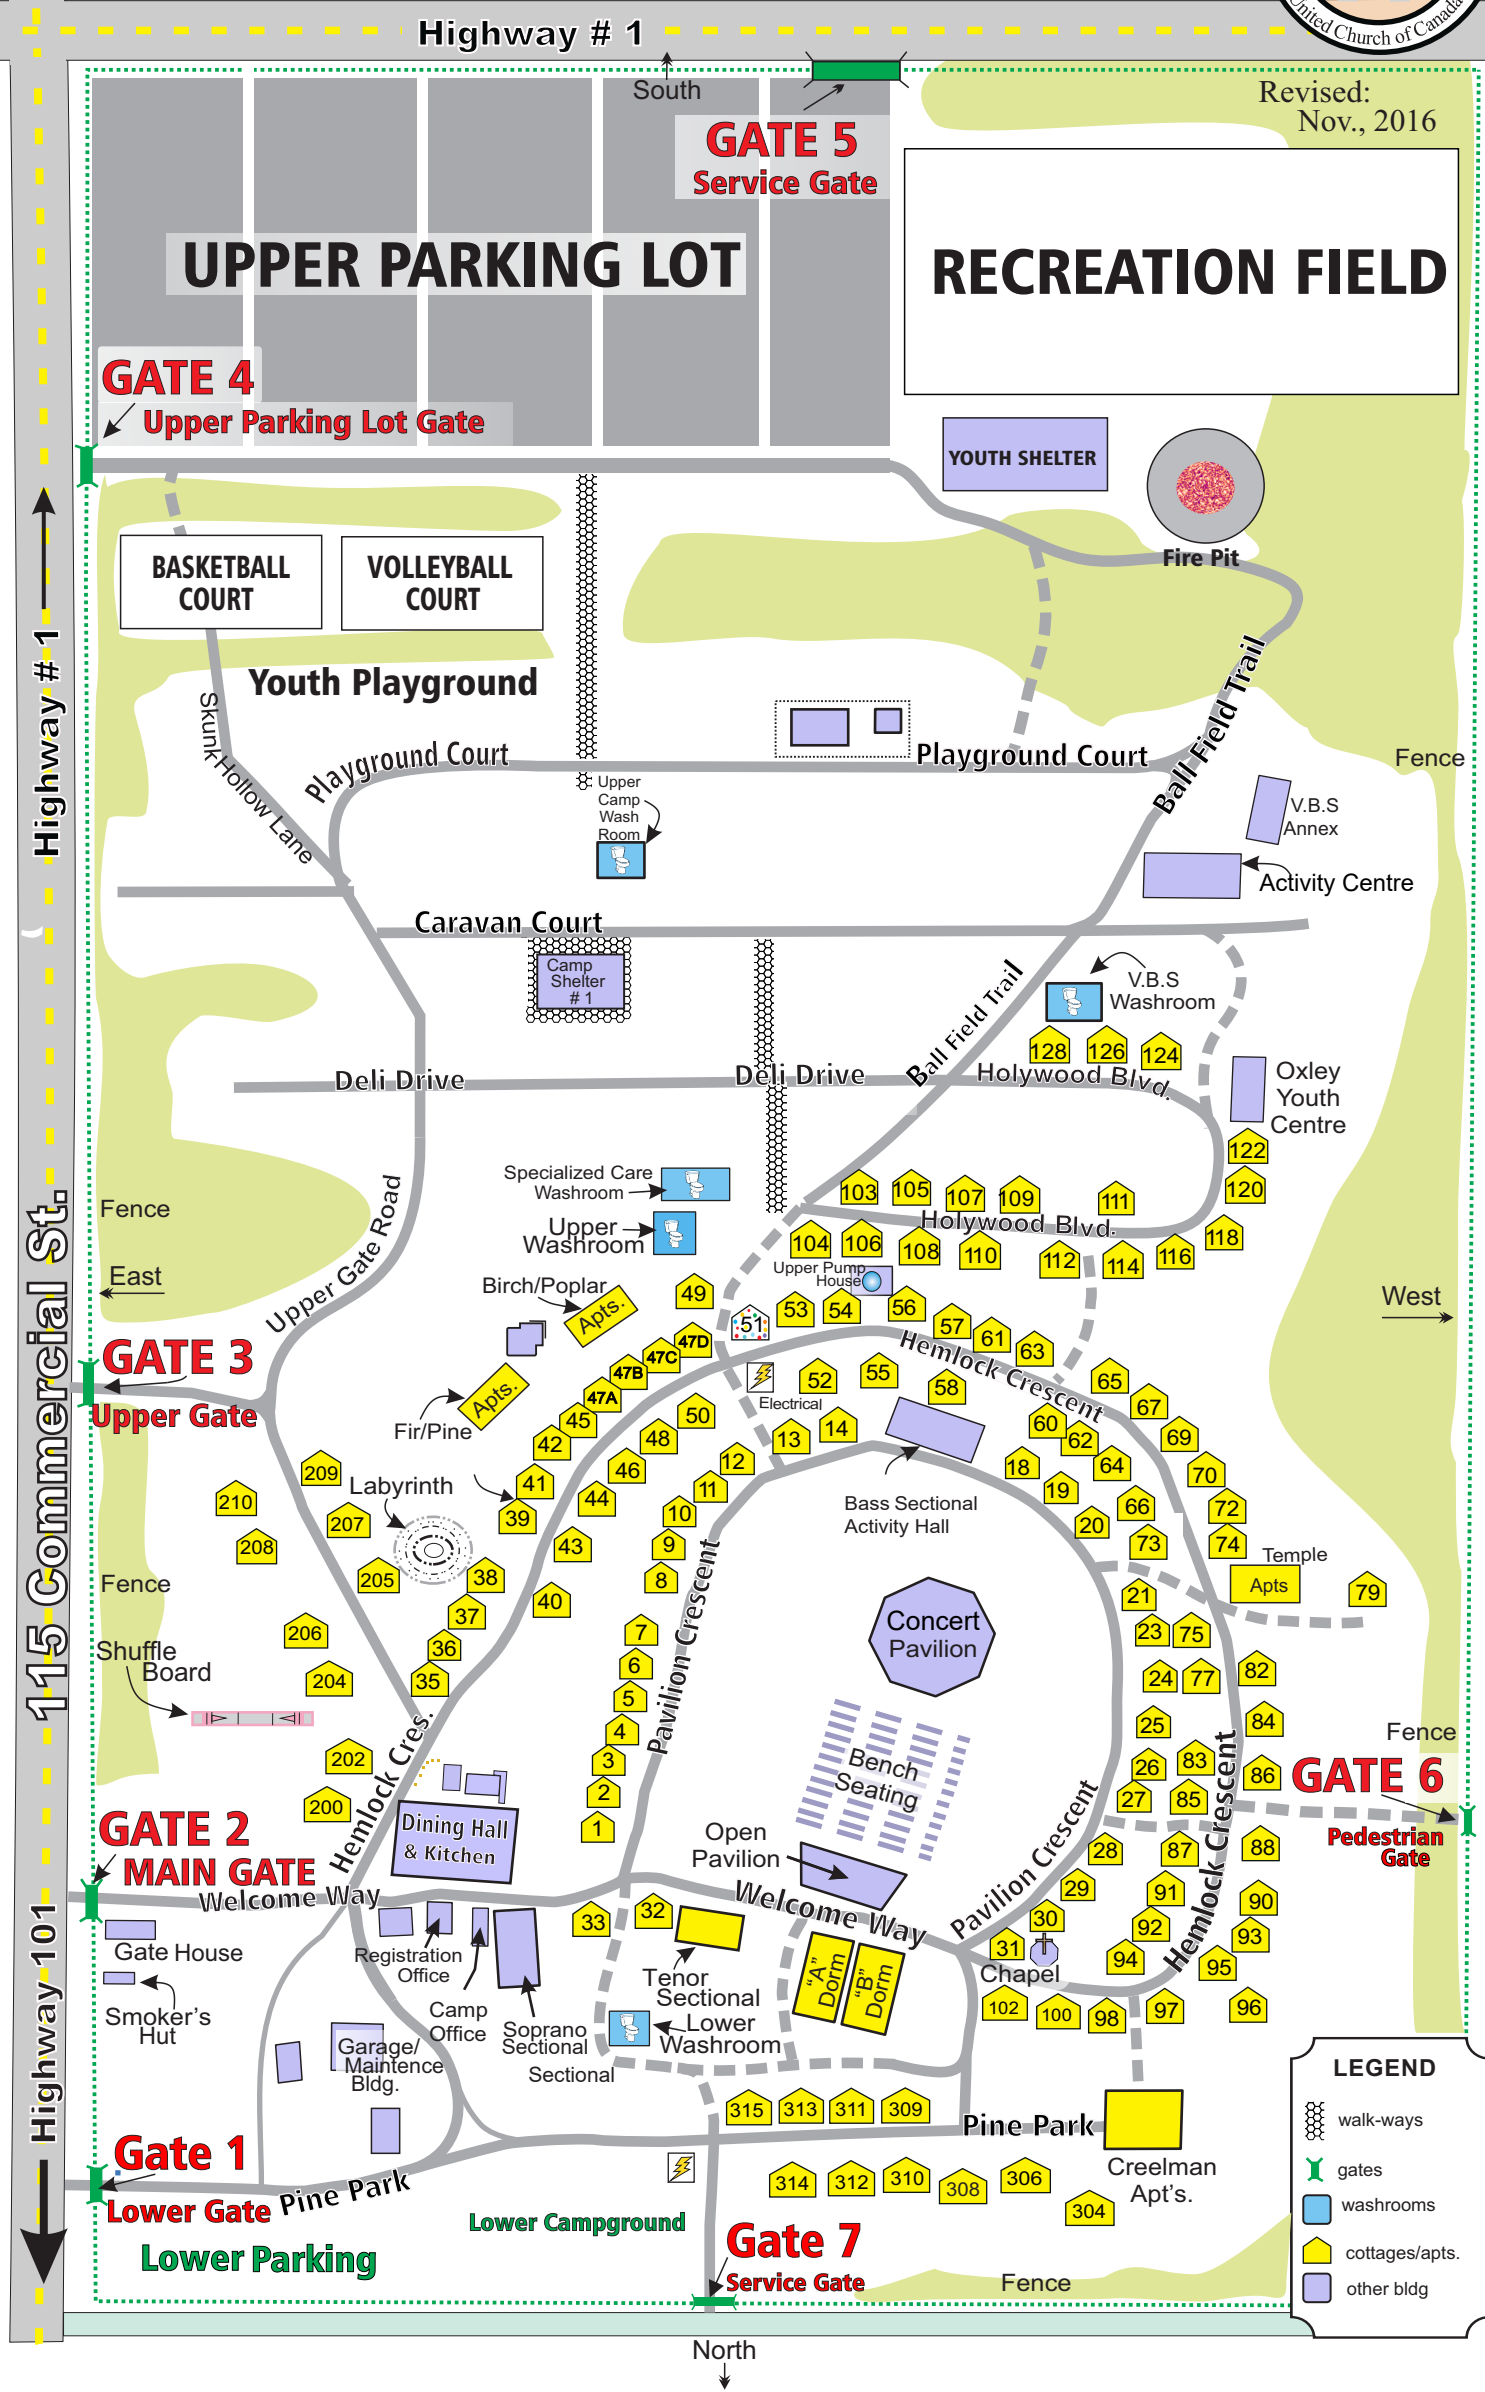 Highway # 1
United Church of Canada
South
Revised:
Nov., 2016
GATE 5
Service Gate
UPPER PARKING LOT
RECREATION FIELD
GATE 4
Upper Parking Lot Gate
YOUTH SHELTER
Fire Pit
BASKETBALL
COURT
VOLLEYBALL
COURT
Highway # 1
Youth Playground
Skunk Hollow Lane
Playground Court
Playground Court
Ball Field Trail
Fence
Upper
Camp
Wash
Room
V.B.S
Annex
Activity Centre
Caravan Court
Camp
Shelter
# 1
Ball Field Trail
V.B.S
Washroom
128
126
124
Deli Drive
Deli Drive
Holywood Blvd.
Oxley
Youth
Centre
122
120
118
Specialized Care
Washroom
Upper
Washroom
103
105
107
109
111
Holywood Blvd.
104
106
108
110
112
114
116
Fence
East
Upper Gate Road
115 Commercial St.
Upper Pump
House
West
Birch/Poplar
Apts.
49
51
53
54
56
57
61
63
GATE 3
Upper Gate
Fir/Pine
Apts.
47D
47C
47B
47A
45
42
41
39
Hemlock Crescent
52
55
58
Electrical
65
67
69
70
72
74
50
48
46
44
43
40
12
11
10
9
8
13
14
60
62
64
66
73
18
19
20
Bass Sectional
Activity Hall
209
210
207
208
205
Labyrinth
38
37
36
35
Temple
Apts
79
Fence
206
204
Shuffle
Board
7
6
5
4
3
2
1
Pavilion Crescent
Concert
Pavilion
21
23
75
24
77
82
25
84
26
83
86
27
85
Bench
Seating
Fence
GATE 6
Pedestrian
Gate
202
200
Hemlock Cres.
Dining Hall
& Kitchen
Open
Pavilion
Pavilion Crescent
28
87
88
29
91
90
30
92
93
31
94
95
Hemlock Crescent
GATE 2
MAIN GATE
Welcome Way
Welcome Way
Gate House
Smoker's
Hut
Registration
Office
Camp
Office
Soprano
Sectional
Sectional
33
32
Tenor
Sectional
Lower
Washroom
"A"
Dorm
"B"
Dorm
Chapel
102
100
98
97
96
Highway 101
Garage/
Maintence
Bldg.
315
313
311
309
Pine Park
Creelman
Apt's.
314
312
310
308
306
304
Gate 1
Lower Gate
Pine Park
Lower Parking
Lower Campground
Gate 7
Service Gate
Fence
LEGEND
walk-ways
gates
washrooms
cottages/apts.
other bldg
North